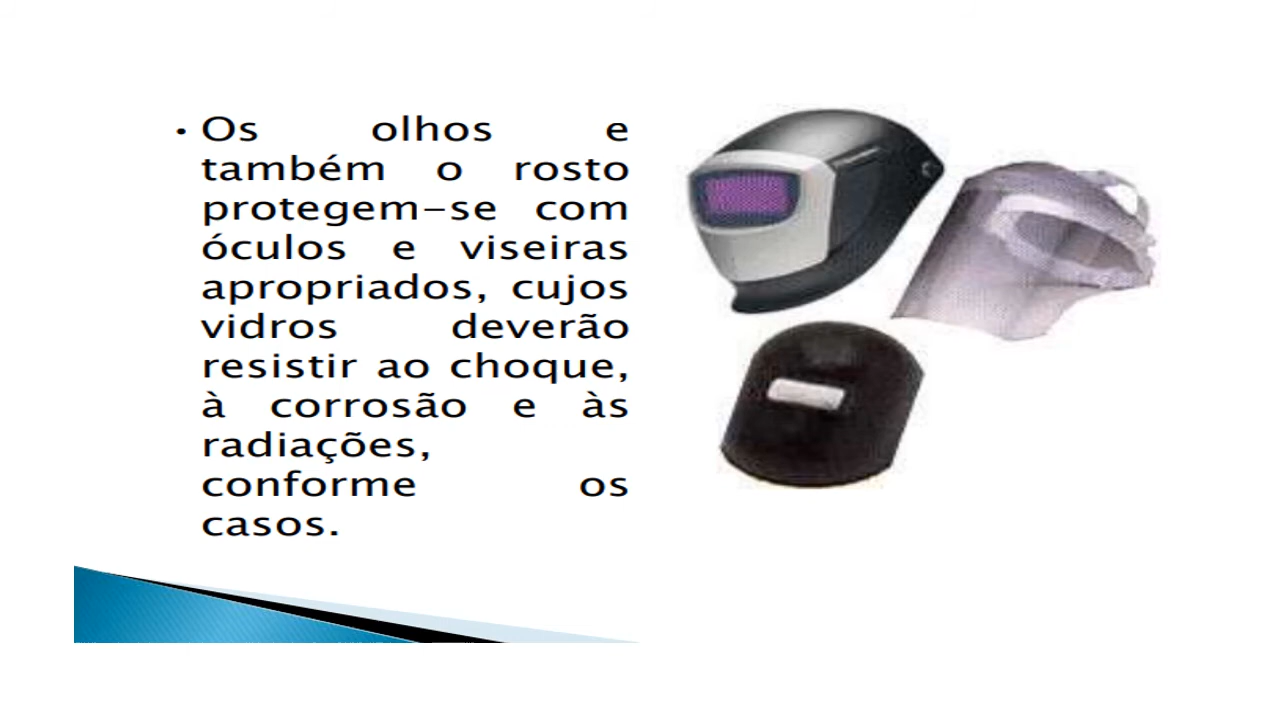 • Os olhos e
também o rosto
protegem-se com
óculos e viseiras
apropriados, cujos
vidros deverão
resistir ao choque,
à corrosão e às
radiações,
conforme os
casos.